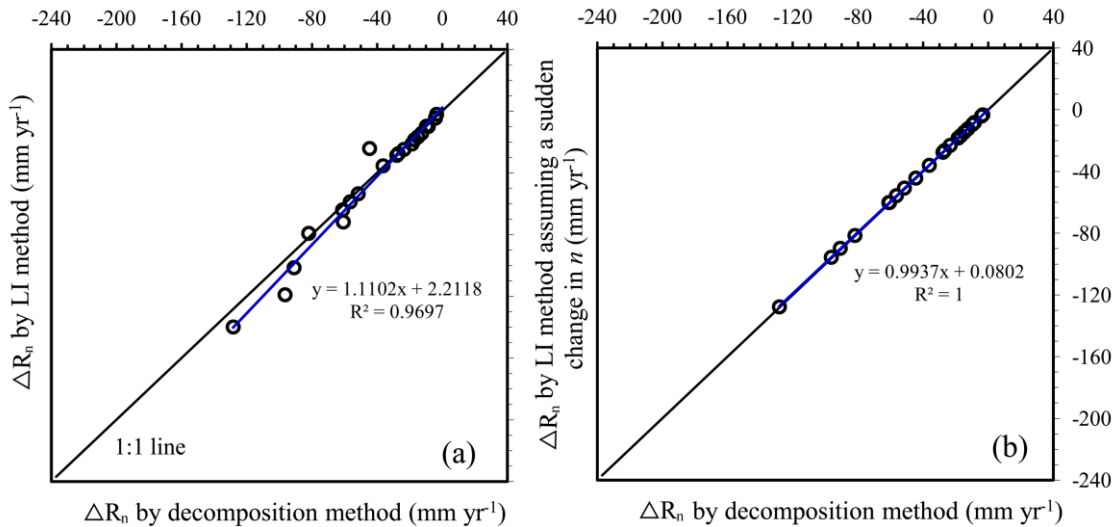 -240 -200 -160 -120 -80 -40 0 40
△Rₙ by LI method (mm yr⁻¹)
y = 1.1102x + 2.2118
R² = 0.9697
1:1 line
(a)
△Rₙ by decomposition method (mm yr⁻¹)
-240 -200 -160 -120 -80 -40 0 40
△Rₙ by LI method assuming a sudden
change in n (mm yr⁻¹)
40
0
-40
-80
-120
-160
-200
-240
y = 0.9937x + 0.0802
R² = 1
(b)
△Rₙ by decomposition method (mm yr⁻¹)